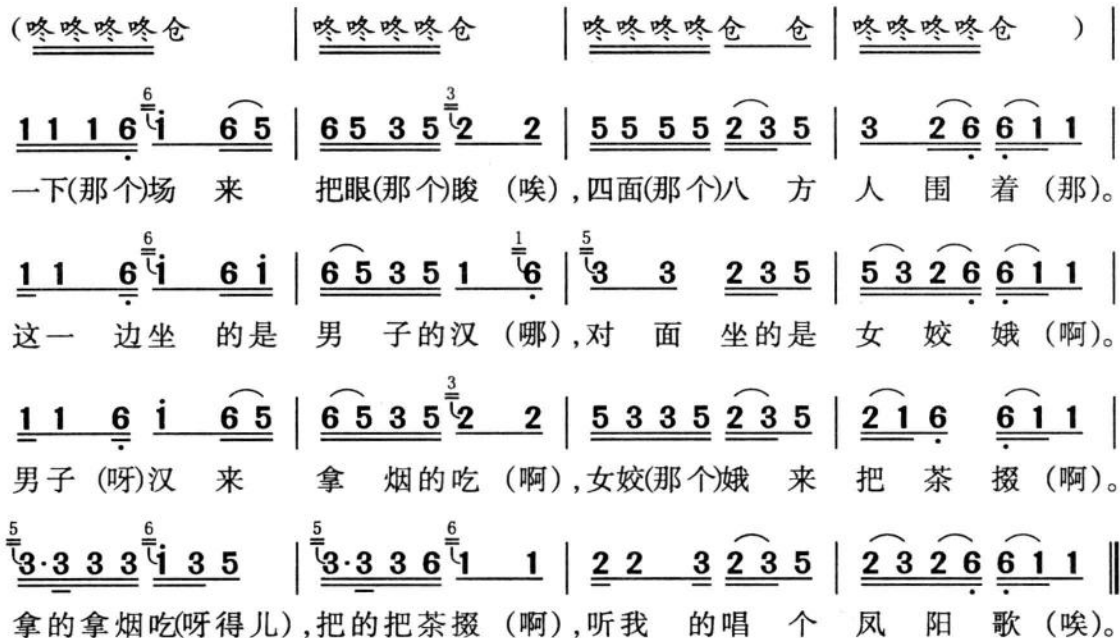 (咚咚咚咚仓 | 咚咚咚咚仓 | 咚咚咚咚仓 仓 | 咚咚咚咚仓 ) |
1 1 1 6̣ ⁶i̇ 6 5 | 6 5 3 5 ³2 2 | 5 5 5 5 2 3 5 | 3 2 6̣ 6̣ 1 1 |
一下(那个)场 来 把眼(那个)睃 (唉),四面(那个)八 方 人 围 着 (那)。
1 1 6̣ ⁶i̇ 6 i̇ | 6 5 3 5 1 ¹6̣ | ⁵3 3 2 3 5 | 5 3 2 6̣ 6̣ 1 1 |
这一 边坐 的是 男 子的汉 (哪),对 面 坐的是 女 姣 娥 (啊)。
1 1 6̣ i̇ 6 5 | 6 5 3 5 ³2 2 | 5 3 3 5 2 3 5 | 2 1 6̣ 6̣ 1 1 |
男子 (呀)汉 来 拿 烟的吃 (啊),女姣(那个)娥 来 把 茶 掇 (啊)。
⁵3·3 3 3 ⁶i̇ 3 5 | ⁵3·3 3 6 ⁶1 1 | 2 2 3 2 3 5 | 2 3 2 6̣ 6̣ 1 1 ‖
拿的拿烟吃(呀得儿),把的把茶掇 (啊),听我 的唱 个 凤 阳 歌 (唉)。